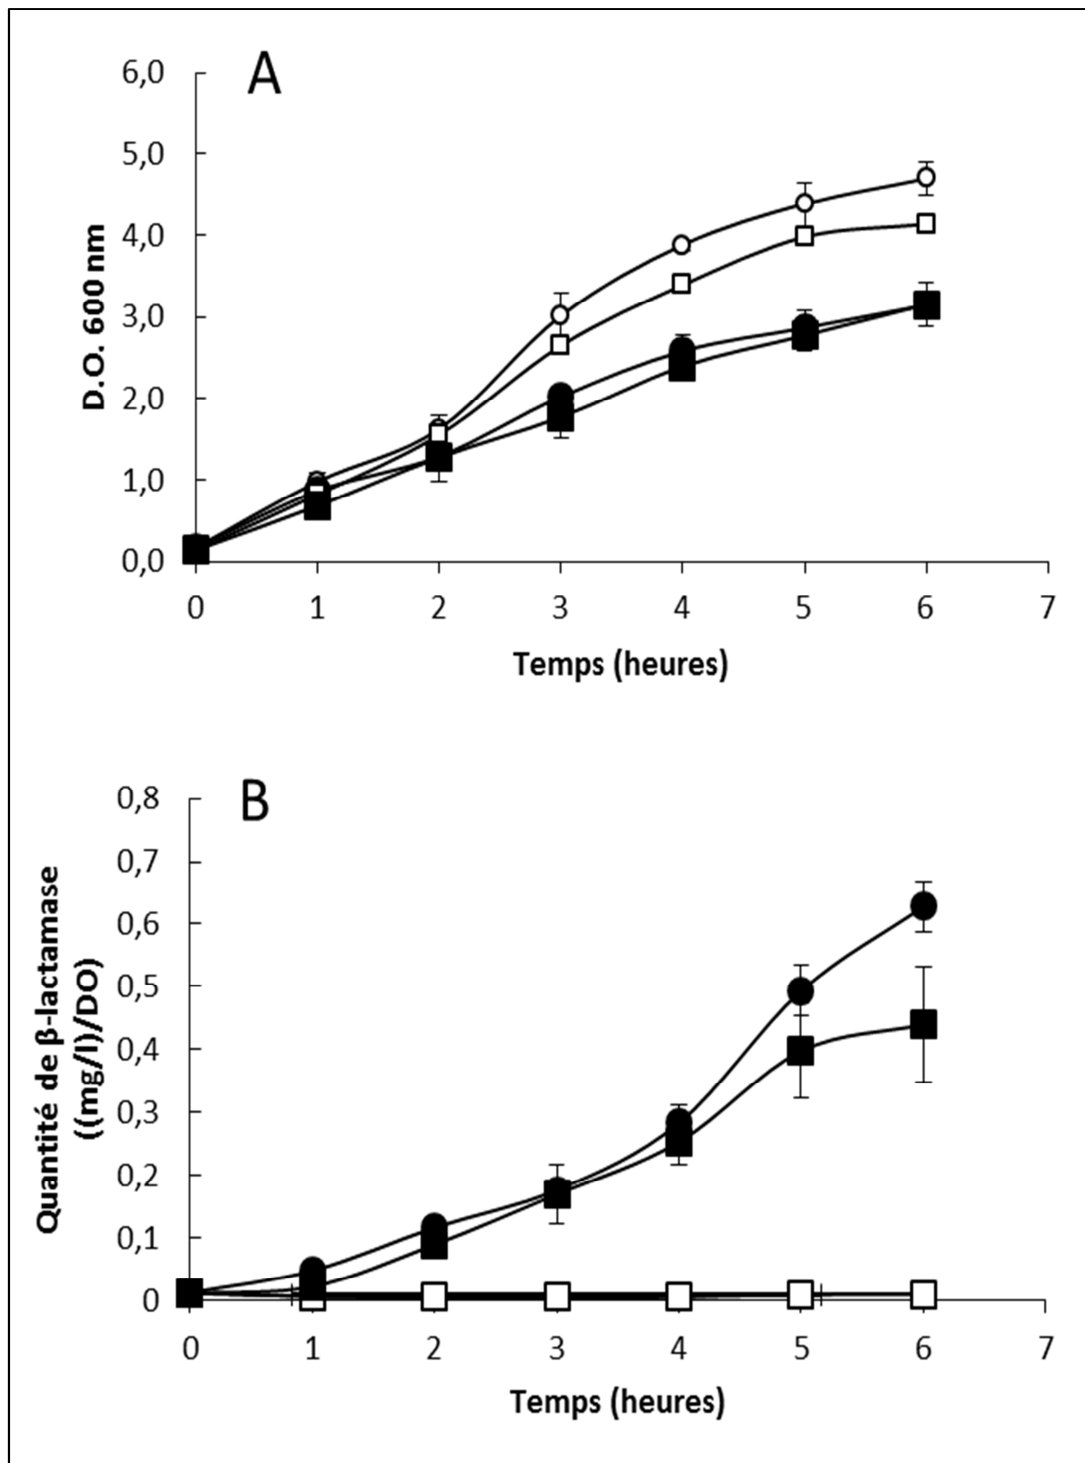 A
6,0
5,0
4,0
3,0
2,0
1,0
0,0
D.O. 600 nm
0 1 2 3 4 5 6 7
Temps (heures)
B
0,8
0,7
0,6
0,5
0,4
0,3
0,2
0,1
0
Quantité de β-lactamase
((mg/l)/DO)
0 1 2 3 4 5 6 7
Temps (heures)